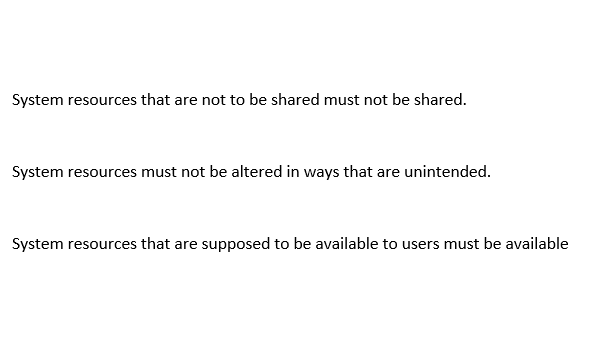 System resources that are not to be shared must not be shared.
System resources must not be altered in ways that are unintended.
System resources that are supposed to be available to users must be available